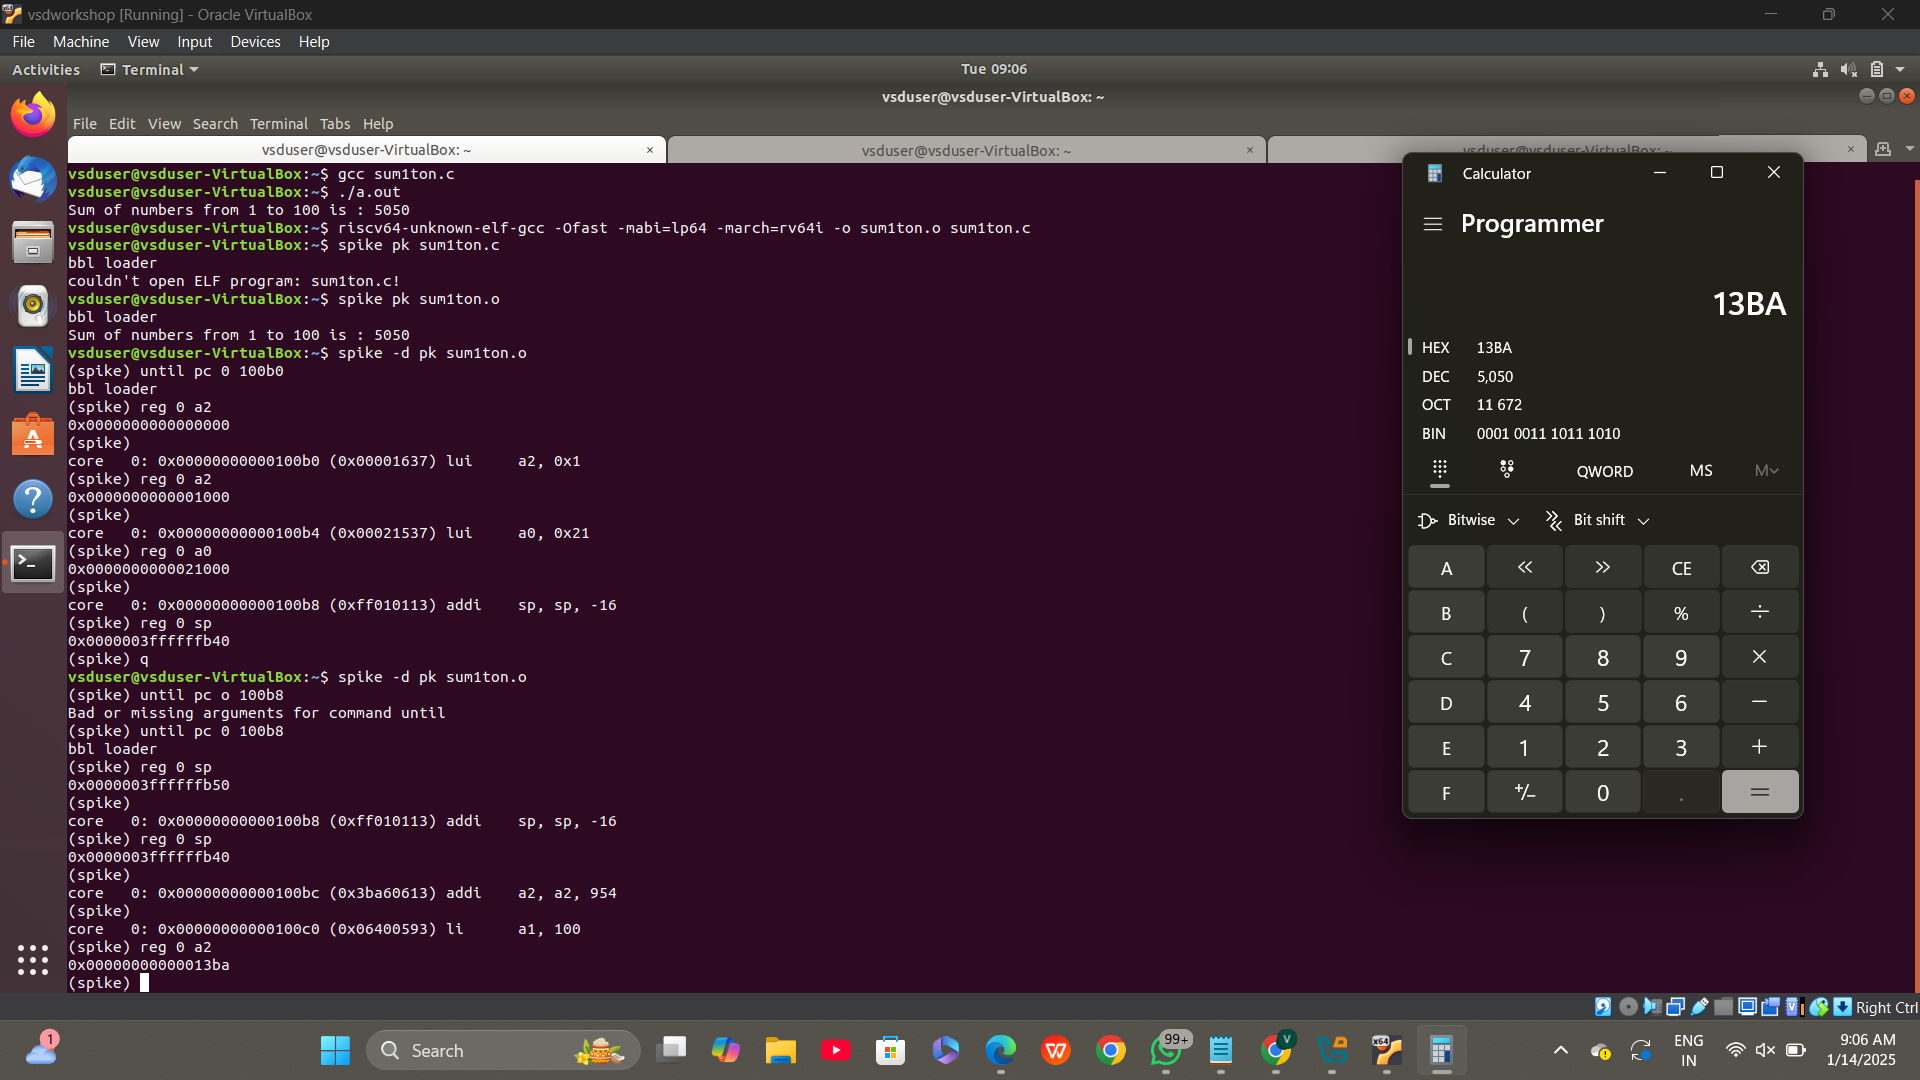 vsdworkshop [Running] - Oracle VirtualBox
File Machine View Input Devices Help
Activities Terminal
Tue 09:06
vsduser@vsduser-VirtualBox: ~
File Edit View Search Terminal Tabs Help
vsduser@vsduser-VirtualBox: ~
vsduser@vsduser-VirtualBox: ~
vsduser@vsduser-VirtualBox: ~
vsduser@vsduser-VirtualBox:~$ gcc sum1ton.c
vsduser@vsduser-VirtualBox:~$ ./a.out
Sum of numbers from 1 to 100 is : 5050
vsduser@vsduser-VirtualBox:~$ riscv64-unknown-elf-gcc -Ofast -mabi=lp64 -march=rv64i -o sum1ton.o sum1ton.c
vsduser@vsduser-VirtualBox:~$ spike pk sum1ton.c
bbl loader
couldn't open ELF program: sum1ton.c!
vsduser@vsduser-VirtualBox:~$ spike pk sum1ton.o
bbl loader
Sum of numbers from 1 to 100 is : 5050
vsduser@vsduser-VirtualBox:~$ spike -d pk sum1ton.o
(spike) until pc 0 100b0
bbl loader
(spike) reg 0 a2
0x0000000000000000
(spike)
core   0: 0x00000000000100b0 (0x00001637) lui     a2, 0x1
(spike) reg 0 a2
0x0000000000001000
(spike)
core   0: 0x00000000000100b4 (0x00021537) lui     a0, 0x21
(spike) reg 0 a0
0x0000000000021000
(spike)
core   0: 0x00000000000100b8 (0xff010113) addi    sp, sp, -16
(spike) reg 0 sp
0x0000003ffffffb40
(spike) q
vsduser@vsduser-VirtualBox:~$ spike -d pk sum1ton.o
(spike) until pc o 100b8
Bad or missing arguments for command until
(spike) until pc 0 100b8
bbl loader
(spike) reg 0 sp
0x0000003ffffffb50
(spike)
core   0: 0x00000000000100b8 (0xff010113) addi    sp, sp, -16
(spike) reg 0 sp
0x0000003ffffffb40
(spike)
core   0: 0x00000000000100bc (0x3ba60613) addi    a2, a2, 954
(spike)
core   0: 0x00000000000100c0 (0x06400593) li      a1, 100
(spike) reg 0 a2
0x00000000000013ba
(spike)
Calculator
Programmer
13BA
HEX 13BA
DEC 5,050
OCT 11 672
BIN 0001 0011 1011 1010
QWORD MS M
Bitwise Bit shift
A << >> CE
B ( ) % ÷
C 7 8 9 ×
D 4 5 6 −
E 1 2 3 +
F +/− 0 . =
Right Ctrl
1
Search
99+
V
x64
ENG
IN
9:06 AM
1/14/2025